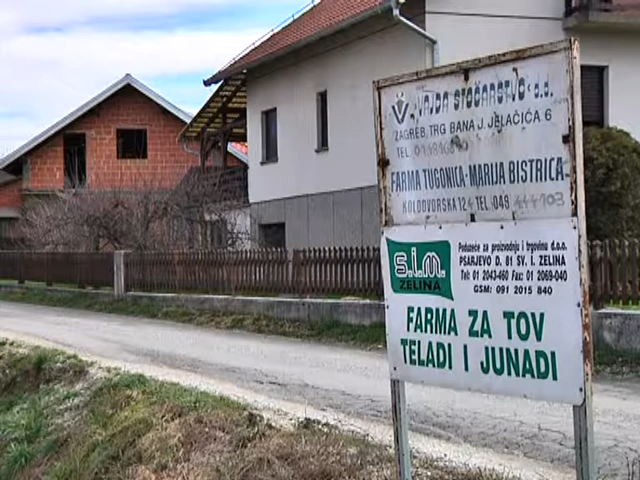 V "VAJDA STOČARSTVO" d.d.
ZAGREB, TRG BANA J. JELAČIĆA 6
TEL
FARMA TUGONICA-MARIJA BISTRICA
KOLODVORSKA 124 TEL:049 444103
s.i.m.
ZELINA
Poduzeće za proizvodnju i trgovinu d.o.o.
PSARJEVO D. 81 SV. I. ZELINA
Tel: 01 2043-460 Fax: 01 2069-040
GSM: 091 2015 840
FARMA ZA TOV
TELADI I JUNADI